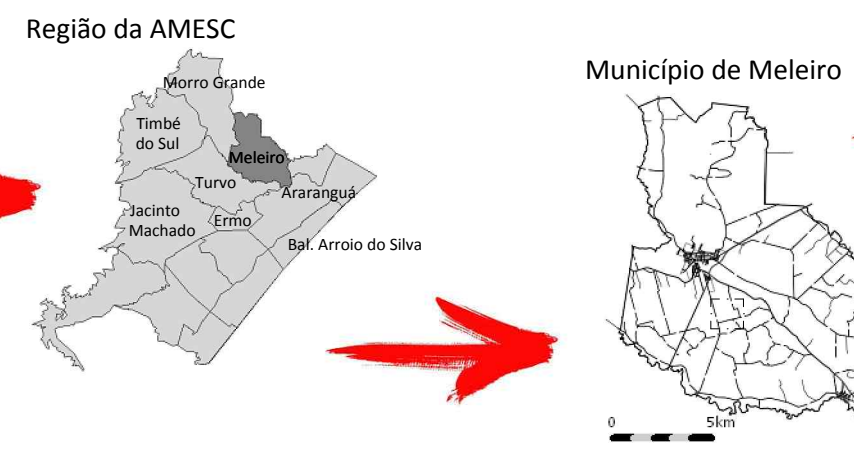 Região da AMESC
Morro Grande
Timbé
do Sul
Meleiro
Turvo
Araranguá
Jacinto
Machado
Ermo
Bal. Arroio do Silva
Município de Meleiro
0 5km